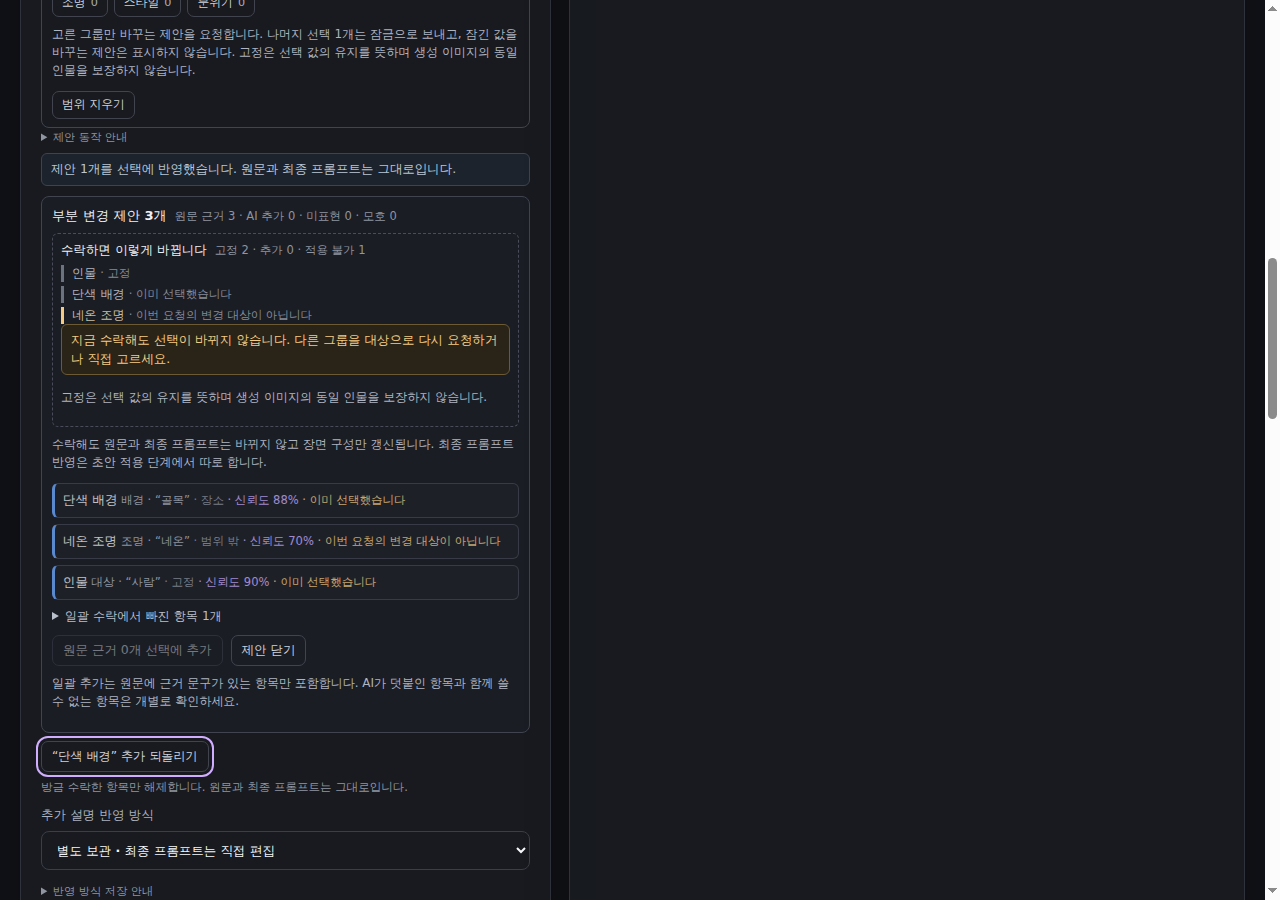 조명 0 스타일 0 분위기 0
고른 그룹만 바꾸는 제안을 요청합니다. 나머지 선택 1개는 잠금으로 보내고, 잠긴 값을
바꾸는 제안은 표시하지 않습니다. 고정은 선택 값의 유지를 뜻하며 생성 이미지의 동일
인물을 보장하지 않습니다.
범위 지우기
▶ 제안 동작 안내
제안 1개를 선택에 반영했습니다. 원문과 최종 프롬프트는 그대로입니다.
부분 변경 제안 3개 원문 근거 3 · AI 추가 0 · 미표현 0 · 모호 0
수락하면 이렇게 바뀝니다 고정 2 · 추가 0 · 적용 불가 1
인물 · 고정
단색 배경 · 이미 선택했습니다
네온 조명 · 이번 요청의 변경 대상이 아닙니다
지금 수락해도 선택이 바뀌지 않습니다. 다른 그룹을 대상으로 다시 요청하거
나 직접 고르세요.
고정은 선택 값의 유지를 뜻하며 생성 이미지의 동일 인물을 보장하지 않습니다.
수락해도 원문과 최종 프롬프트는 바뀌지 않고 장면 구성만 갱신됩니다. 최종 프롬프트
반영은 초안 적용 단계에서 따로 합니다.
단색 배경 배경 · “골목” · 장소 · 신뢰도 88% · 이미 선택했습니다
네온 조명 조명 · “네온” · 범위 밖 · 신뢰도 70% · 이번 요청의 변경 대상이 아닙니다
인물 대상 · “사람” · 고정 · 신뢰도 90% · 이미 선택했습니다
▶ 일괄 수락에서 빠진 항목 1개
원문 근거 0개 선택에 추가 제안 닫기
일괄 추가는 원문에 근거 문구가 있는 항목만 포함합니다. AI가 덧붙인 항목과 함께 쓸
수 없는 항목은 개별로 확인하세요.
“단색 배경” 추가 되돌리기
방금 수락한 항목만 해제합니다. 원문과 최종 프롬프트는 그대로입니다.
추가 설명 반영 방식
별도 보관 · 최종 프롬프트는 직접 편집
▶ 반영 방식 저장 안내